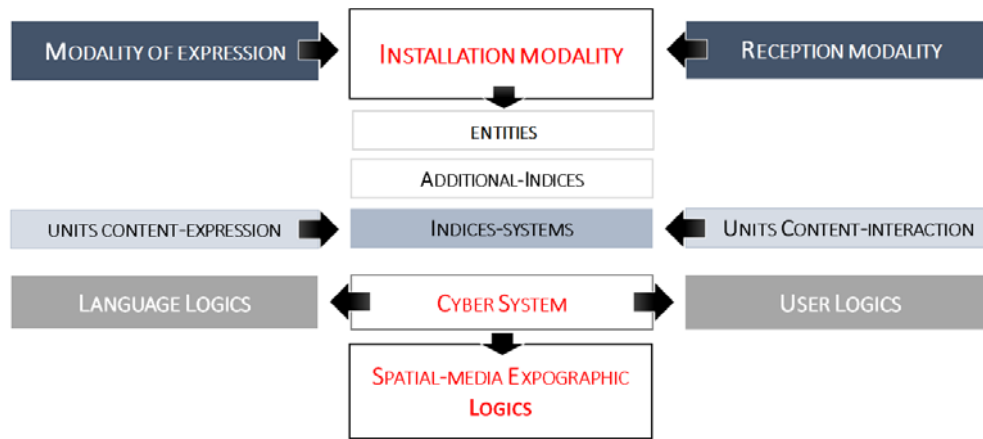 MODALITY OF EXPRESSION
INSTALLATION MODALITY
RECEPTION MODALITY
ENTITIES
ADDITIONAL-INDICES
UNITS CONTENT-EXPRESSION
INDICES-SYSTEMS
UNITS CONTENT-INTERACTION
LANGUAGE LOGICS
CYBER SYSTEM
USER LOGICS
SPATIAL-MEDIA EXPOGRAPHIC
LOGICS